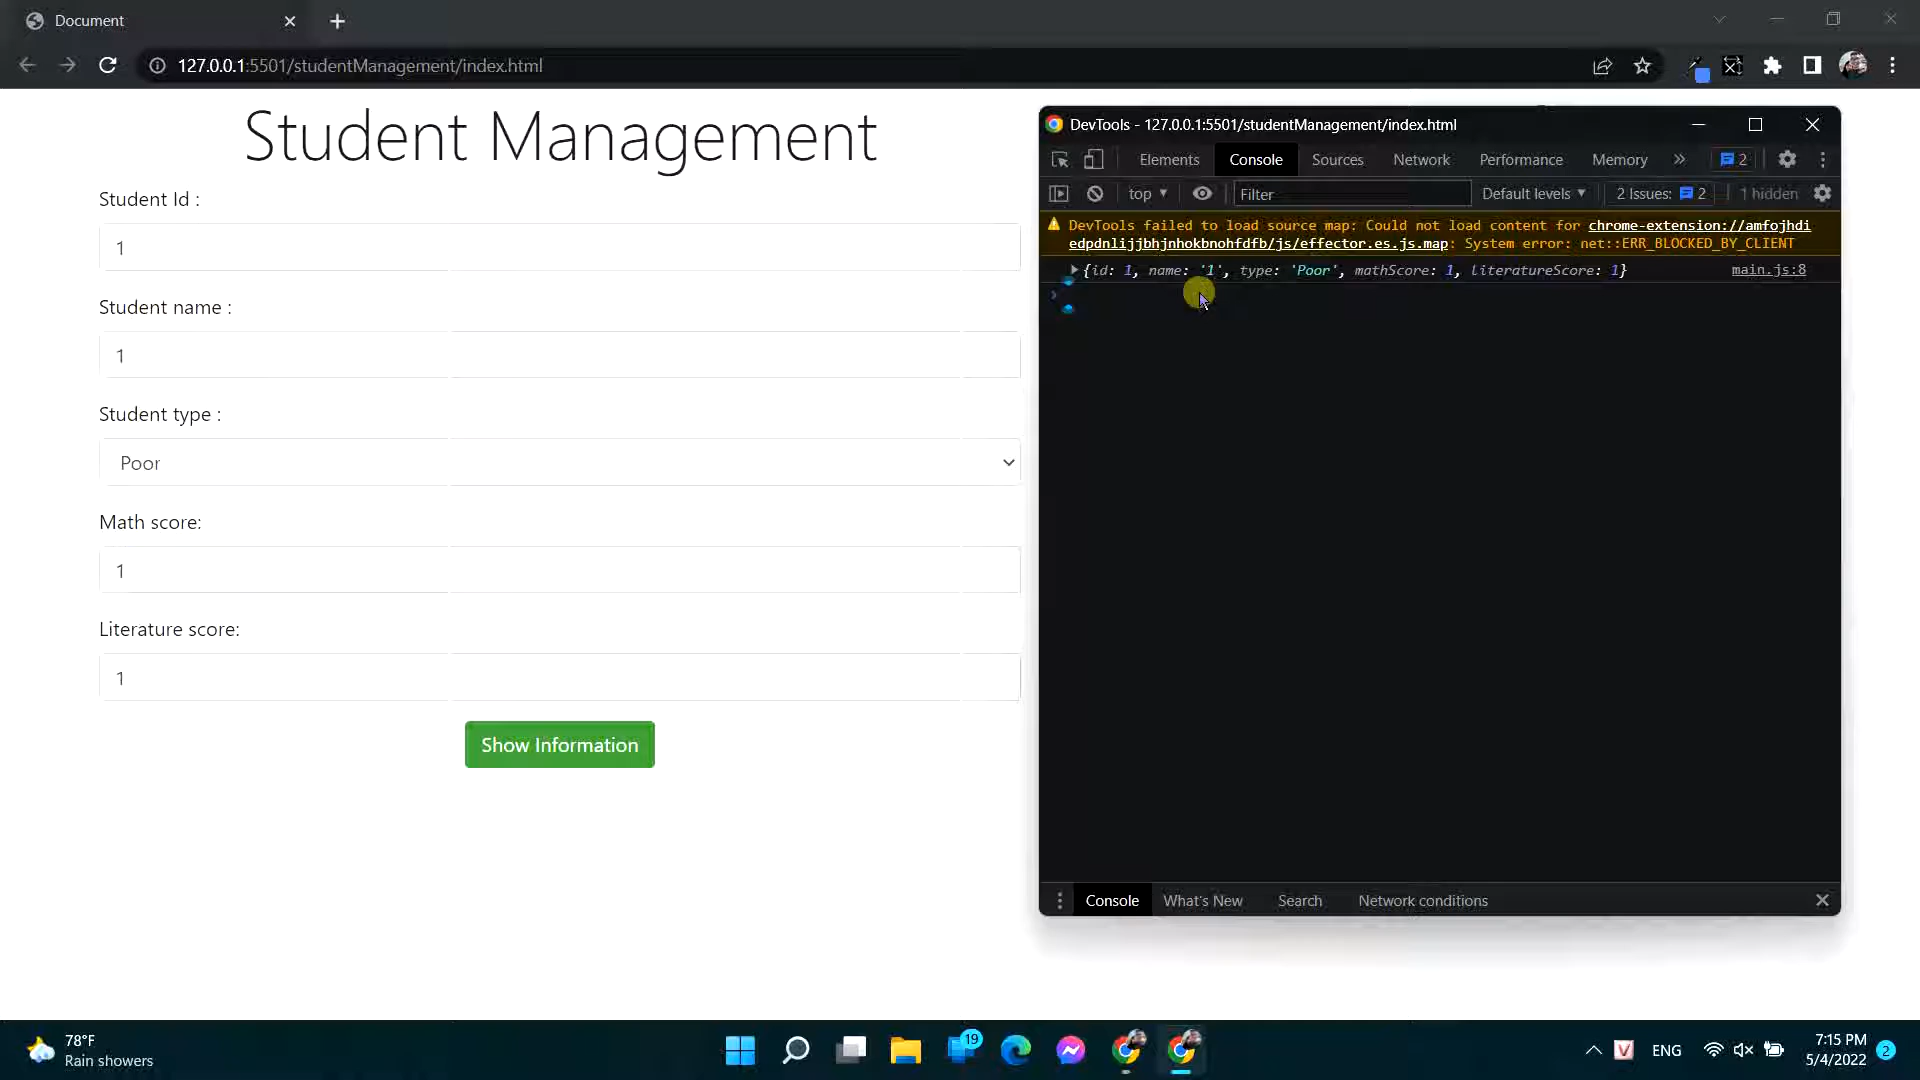 Document
127.0.0.1:5501/studentManagement/index.html
Student Management
Student Id :
1
Student name :
1
Student type :
Poor
Math score:
1
Literature score:
1
Show Information
DevTools - 127.0.0.1:5501/studentManagement/index.html
Elements Console Sources Network Performance Memory » 2
top Filter Default levels 2 Issues: 2 1 hidden
DevTools failed to load source map: Could not load content for chrome-extension://amfojhdi
edpdnlijjbhjnhokbnohfdfb/js/effector.es.js.map: System error: net::ERR_BLOCKED_BY_CLIENT
{id: 1, name: '1', type: 'Poor', mathScore: 1, literatureScore: 1} main.js:8
Console What's New Search Network conditions
78°F
Rain showers
19
V
ENG
7:15 PM
5/4/2022
2